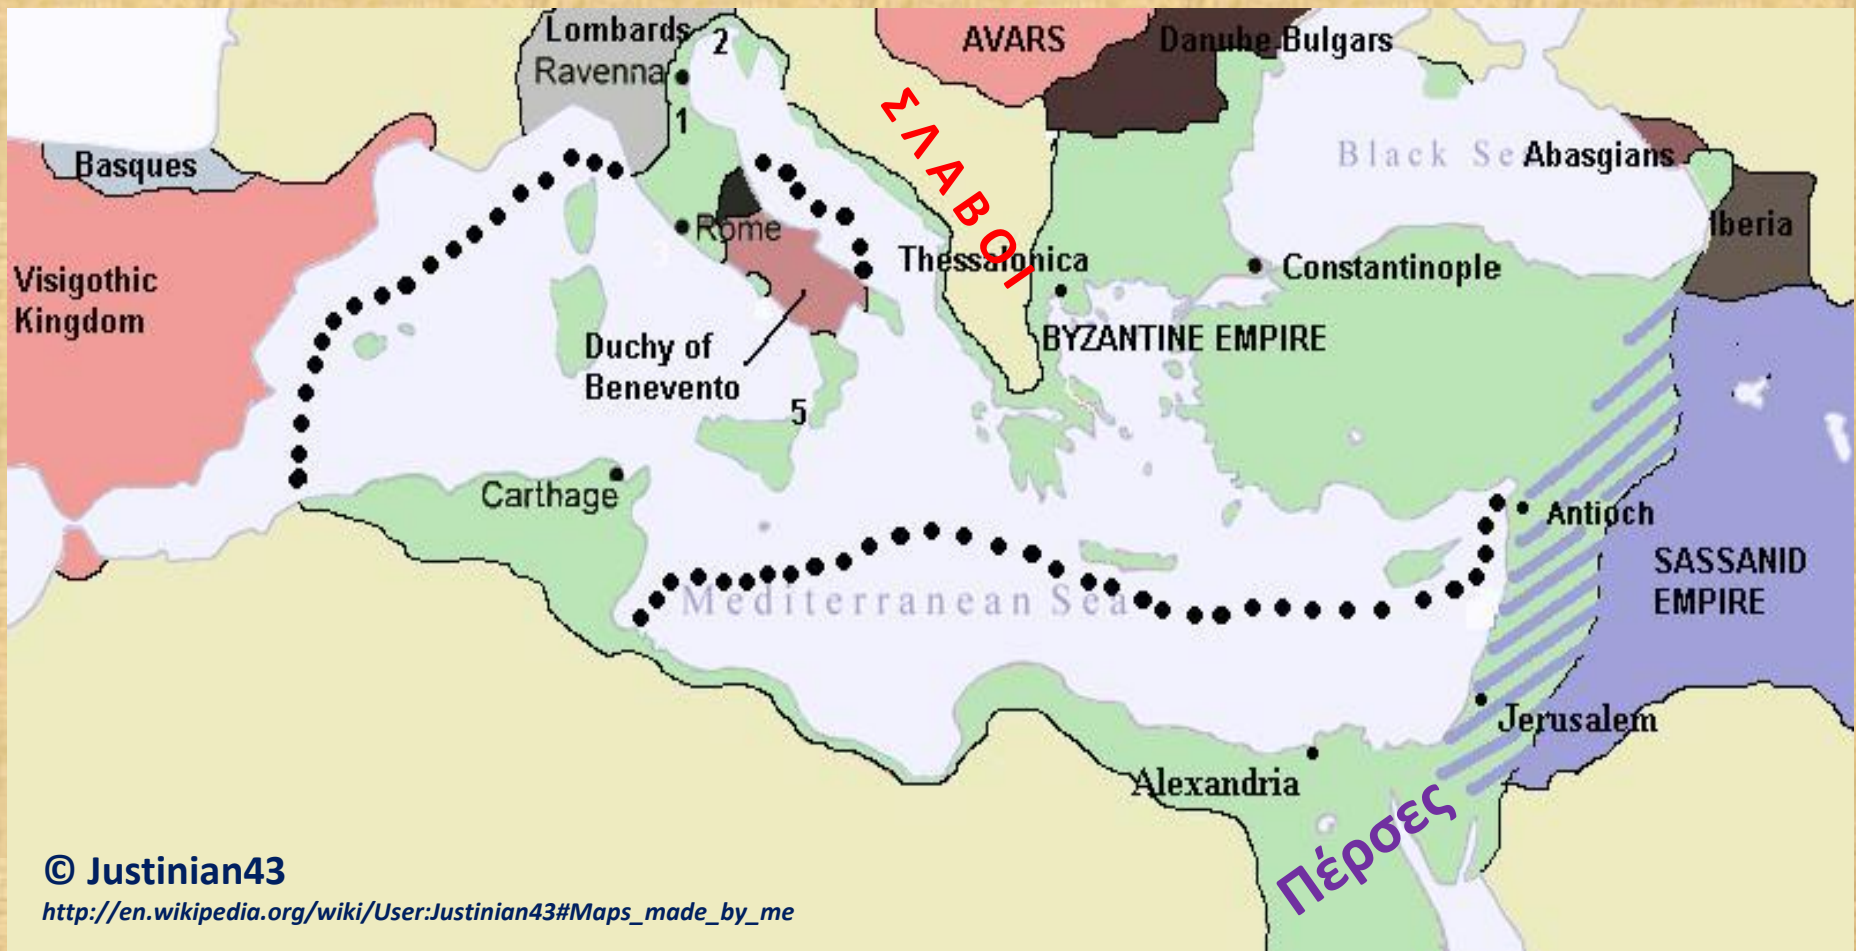 Lombards
2
AVARS
Danube Bulgars
Ravenna
1
ΣΛΑΒΟΙ
Black Sea
Abasgians
Basques
Iberia
Rome
3
Thessalonica
Constantinople
Visigothic
Kingdom
BYZANTINE EMPIRE
Duchy of
Benevento
5
Carthage
Antioch
SASSANID
EMPIRE
Mediterranean Sea
Jerusalem
Alexandria
Πέρσες
© Justinian43
http://en.wikipedia.org/wiki/User:Justinian43#Maps_made_by_me